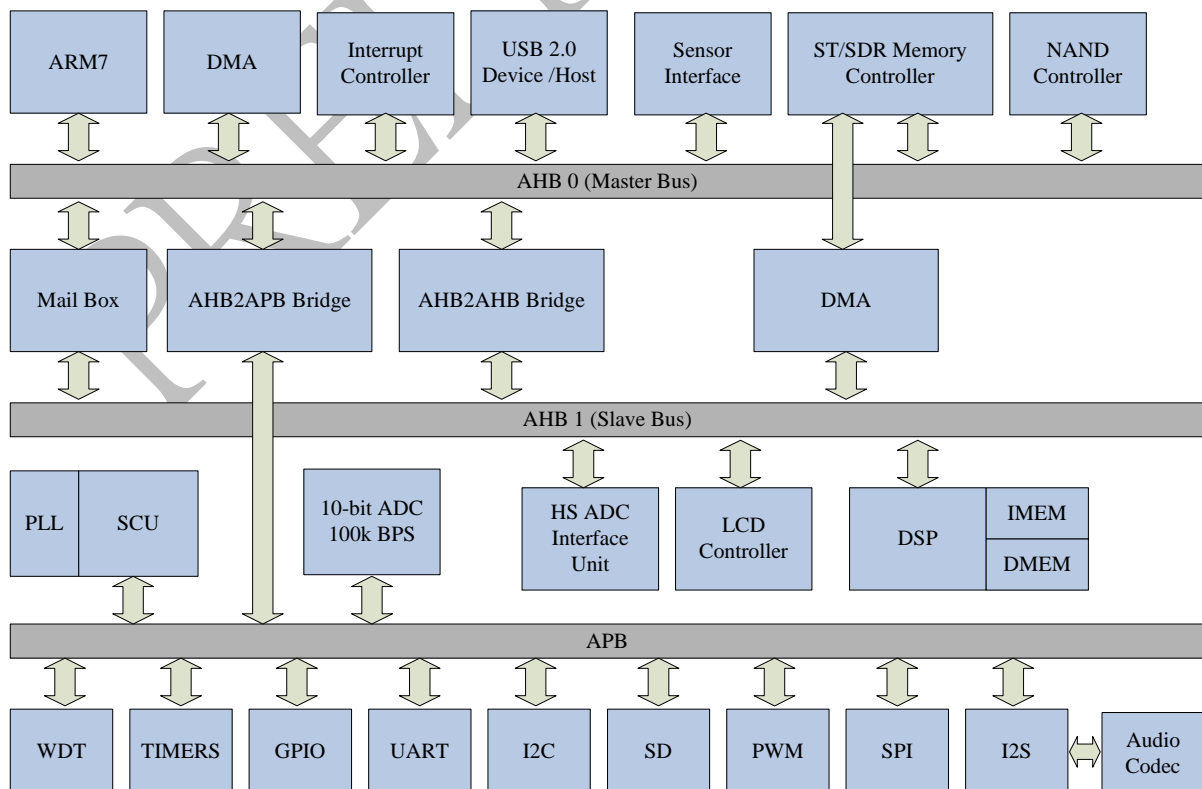 ARM7
DMA
Interrupt
Controller
USB 2.0
Device /Host
Sensor
Interface
ST/SDR Memory
Controller
NAND
Controller
AHB 0 (Master Bus)
Mail Box
AHB2APB Bridge
AHB2AHB Bridge
DMA
AHB 1 (Slave Bus)
PLL
SCU
10-bit ADC
100k BPS
HS ADC
Interface
Unit
LCD
Controller
DSP
IMEM
DMEM
APB
WDT
TIMERS
GPIO
UART
I2C
SD
PWM
SPI
I2S
Audio
Codec